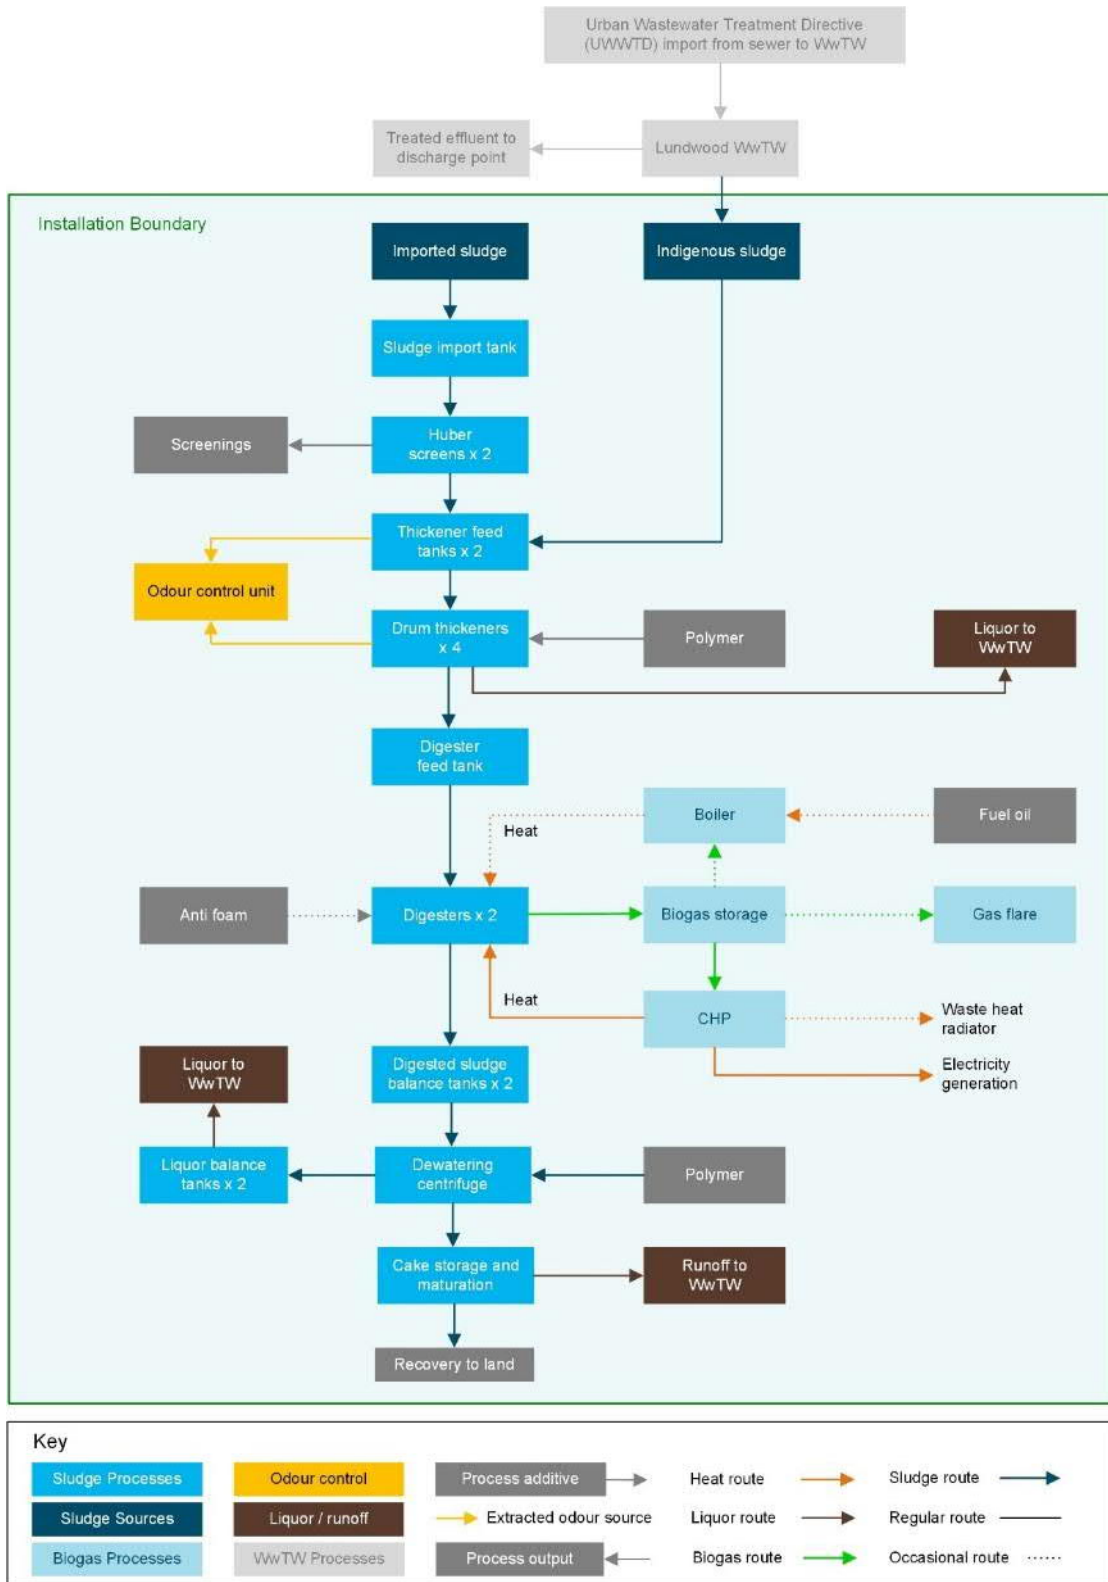 Urban Wastewater Treatment Directive
(UWWTD) import from sewer to WwTW
Treated effluent to
discharge point
Lundwood WwTW
Installation Boundary
Imported sludge
Indigenous sludge
Sludge import tank
Screenings
Huber
screens x 2
Thickener feed
tanks x 2
Odour control unit
Drum thickeners
x 4
Polymer
Liquor to
WwTW
Digester
feed tank
Heat
Boiler
Fuel oil
Anti foam
Digesters x 2
Biogas storage
Gas flare
Heat
CHP
Waste heat
radiator
Electricity
generation
Liquor to
WwTW
Digested sludge
balance tanks x 2
Liquor balance
tanks x 2
Dewatering
centrifuge
Polymer
Cake storage and
maturation
Runoff to
WwTW
Recovery to land
Key
Sludge Processes
Odour control
Process additive
Heat route
Sludge route
Sludge Sources
Liquor / runoff
Extracted odour source
Liquor route
Regular route
Biogas Processes
WwTW Processes
Process output
Biogas route
Occasional route